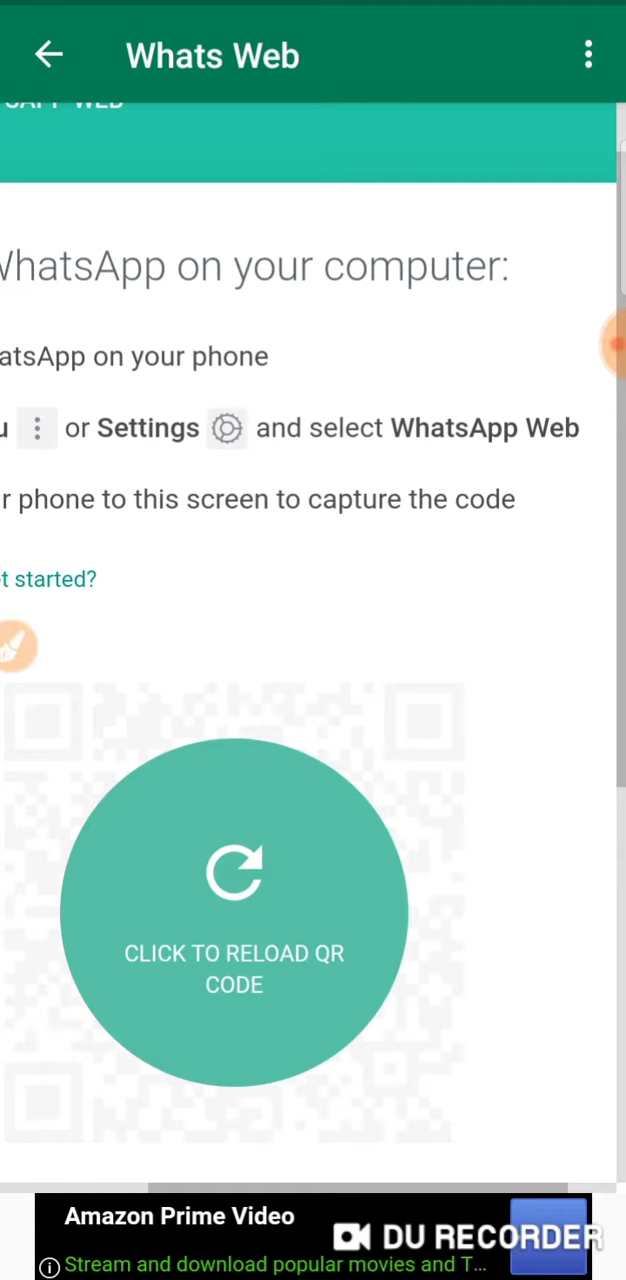 Whats Web
SAPP WEB
WhatsApp on your computer:
atsApp on your phone
u or Settings and select WhatsApp Web
r phone to this screen to capture the code
t started?
CLICK TO RELOAD QR
CODE
Amazon Prime Video
DU RECORDER
Stream and download popular movies and T...